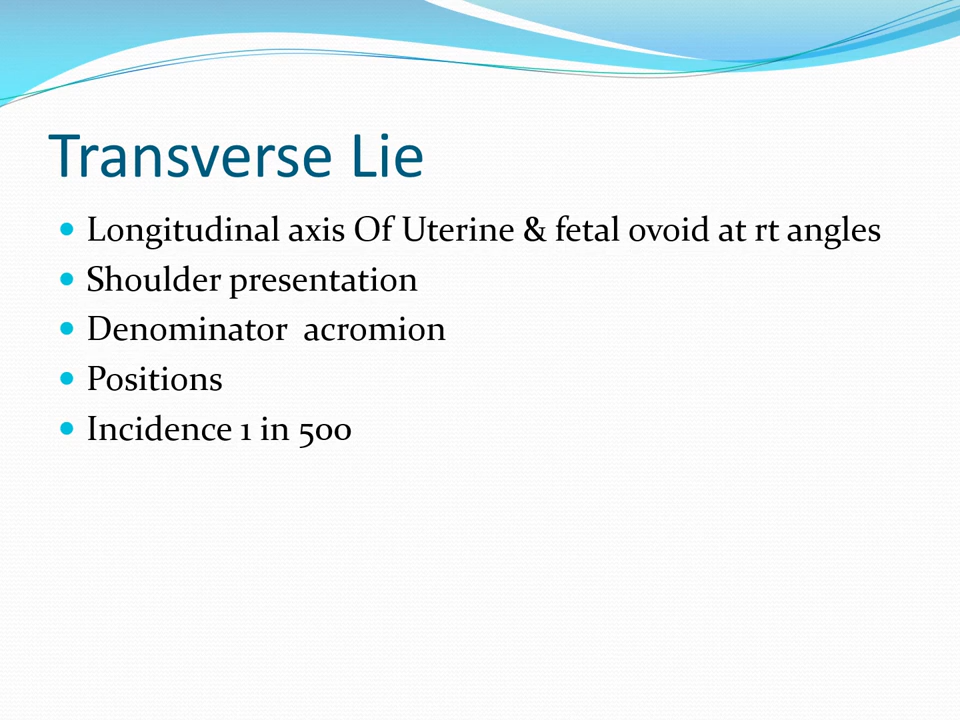 Transverse Lie
Longitudinal axis Of Uterine & fetal ovoid at rt angles
Shoulder presentation
Denominator  acromion
Positions
Incidence 1 in 500